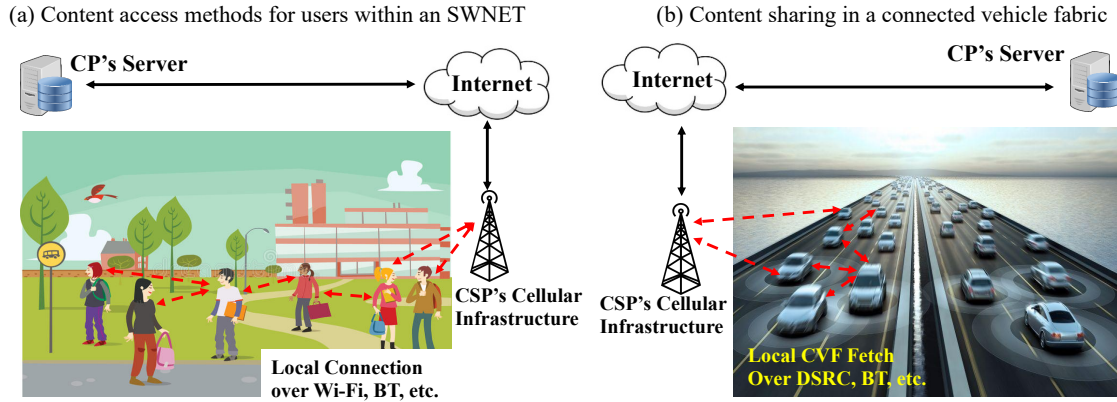 (a) Content access methods for users within an SWNET
CP's Server
Internet
CSP's Cellular
Infrastructure
Local Connection
over Wi-Fi, BT, etc.
(b) Content sharing in a connected vehicle fabric
Internet
CP's Server
CSP's Cellular
Infrastructure
Local CVF Fetch
Over DSRC, BT, etc.